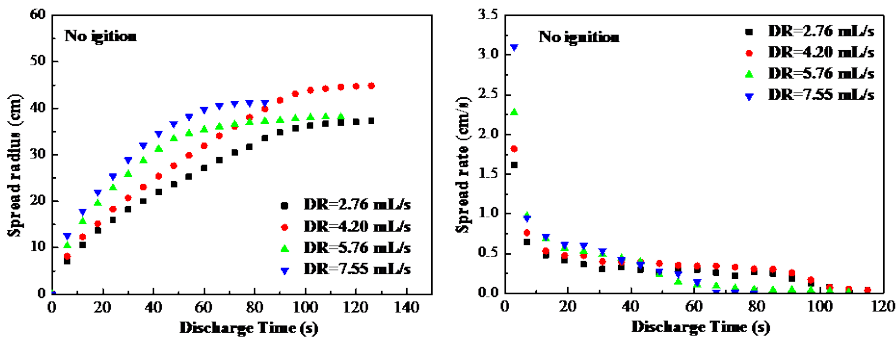 No igition
DR=2.76 mL/s
DR=4.20 mL/s
DR=5.76 mL/s
DR=7.55 mL/s
Spread radius (cm)
60
50
40
30
20
10
0
0 20 40 60 80 100 120 140
Discharge Time (s)
No ignition
DR=2.76 mL/s
DR=4.20 mL/s
DR=5.76 mL/s
DR=7.55 mL/s
Spread rate (cm/s)
3.5
3.0
2.5
2.0
1.5
1.0
0.5
0.0
0 20 40 60 80 100 120
Discharge Time (s)